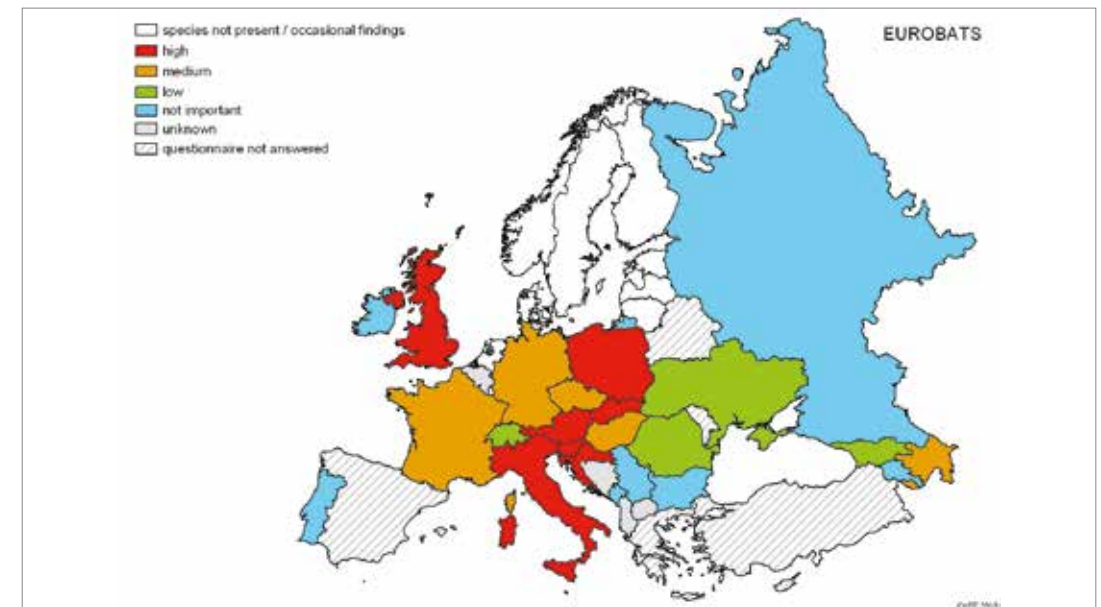 species not present / occasional findings
high
medium
low
not important
unknown
questionnaire not answered
EUROBATS